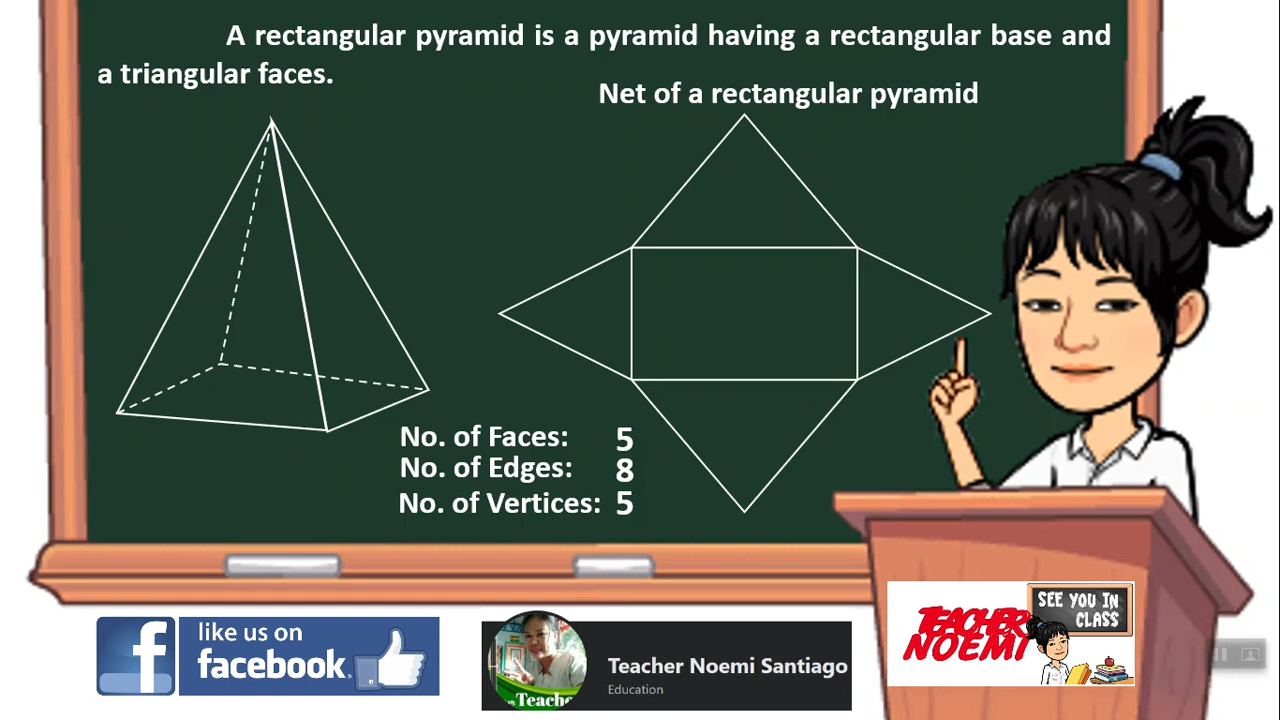 A rectangular pyramid is a pyramid having a rectangular base and
a triangular faces.
Net of a rectangular pyramid
No. of Faces: 5
No. of Edges: 8
No. of Vertices: 5
like us on
facebook.
Teacher Noemi Santiago
Education
TEACHER
NOEMI
SEE YOU IN
CLASS